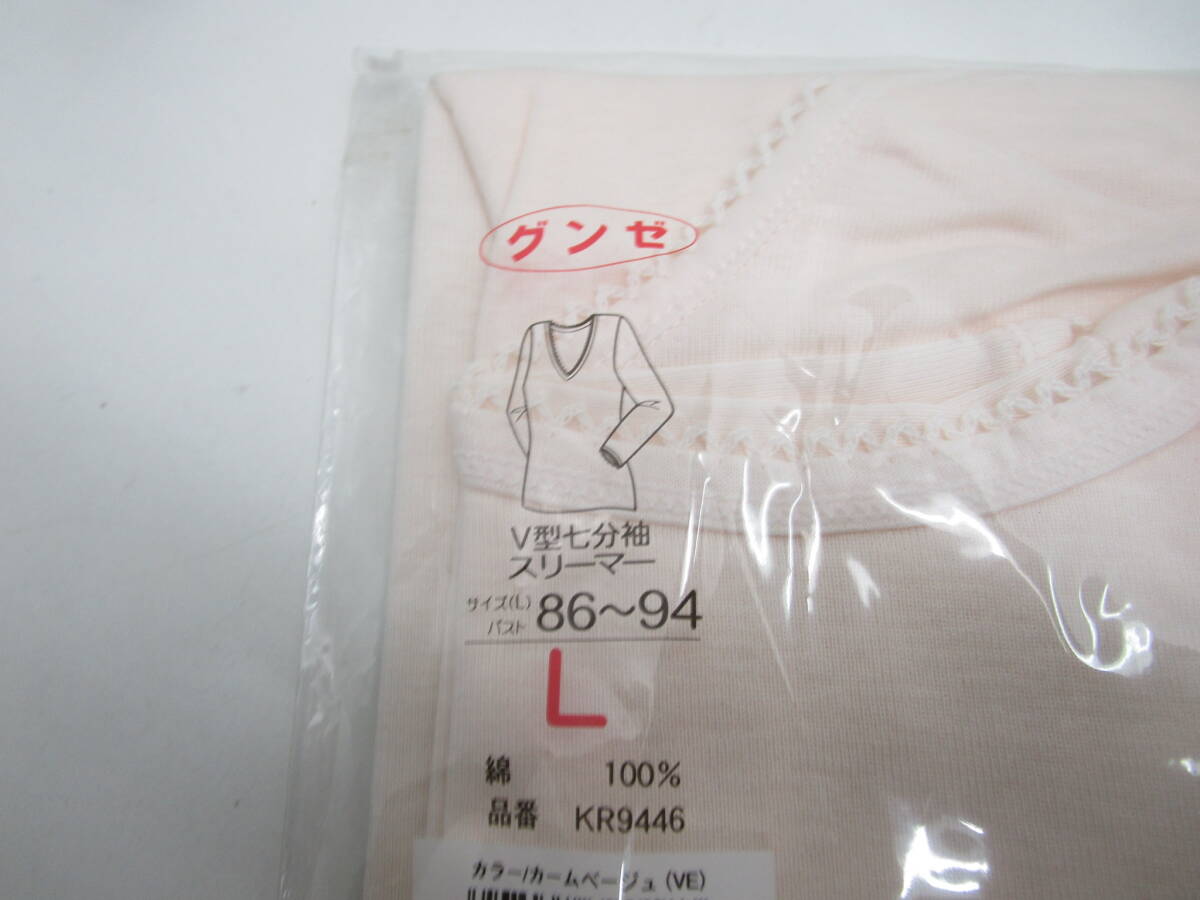 グンゼ
V型七分袖
スリーマー
サイズ(L)
バスト 86〜94
L
綿 100%
品番 KR9446
カラー/カームベージュ(VE)